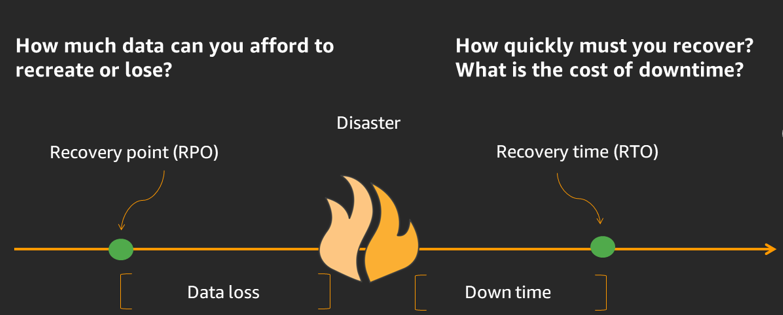 How much data can you afford to
recreate or lose?
How quickly must you recover?
What is the cost of downtime?
Disaster
Recovery point (RPO)
Recovery time (RTO)
Data loss
Down time